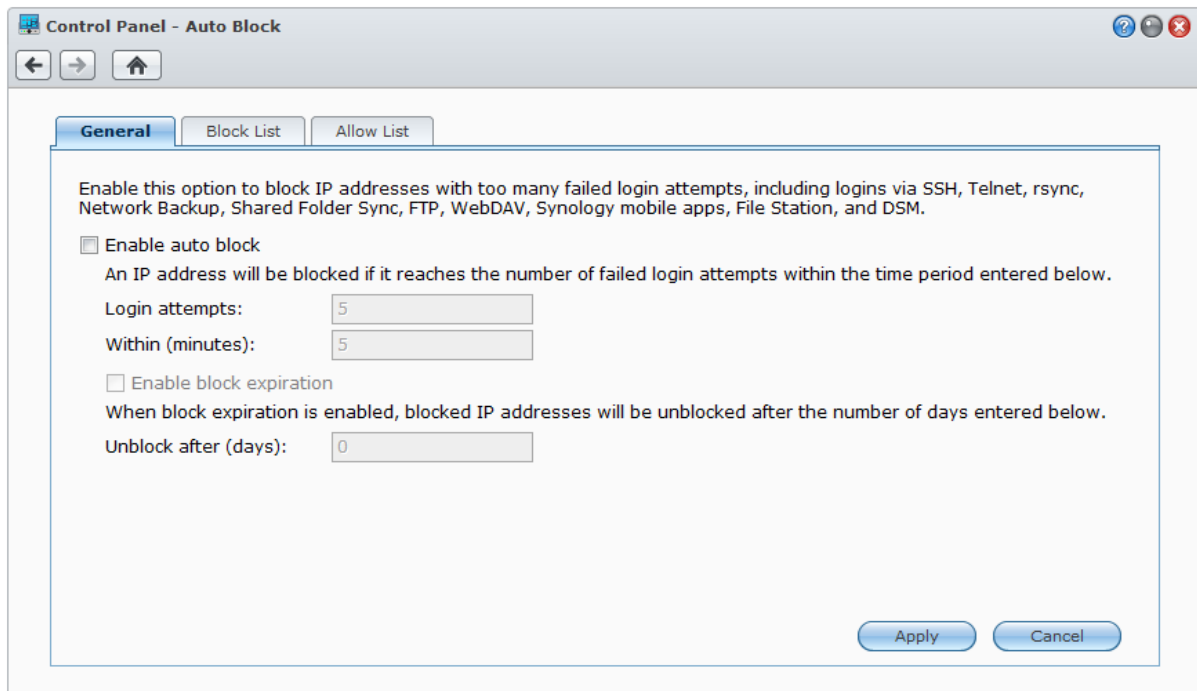 Control Panel - Auto Block
General
Block List
Allow List
Enable this option to block IP addresses with too many failed login attempts, including logins via SSH, Telnet, rsync,
Network Backup, Shared Folder Sync, FTP, WebDAV, Synology mobile apps, File Station, and DSM.
Enable auto block
An IP address will be blocked if it reaches the number of failed login attempts within the time period entered below.
Login attempts: 5
Within (minutes): 5
Enable block expiration
When block expiration is enabled, blocked IP addresses will be unblocked after the number of days entered below.
Unblock after (days): 0
Apply
Cancel